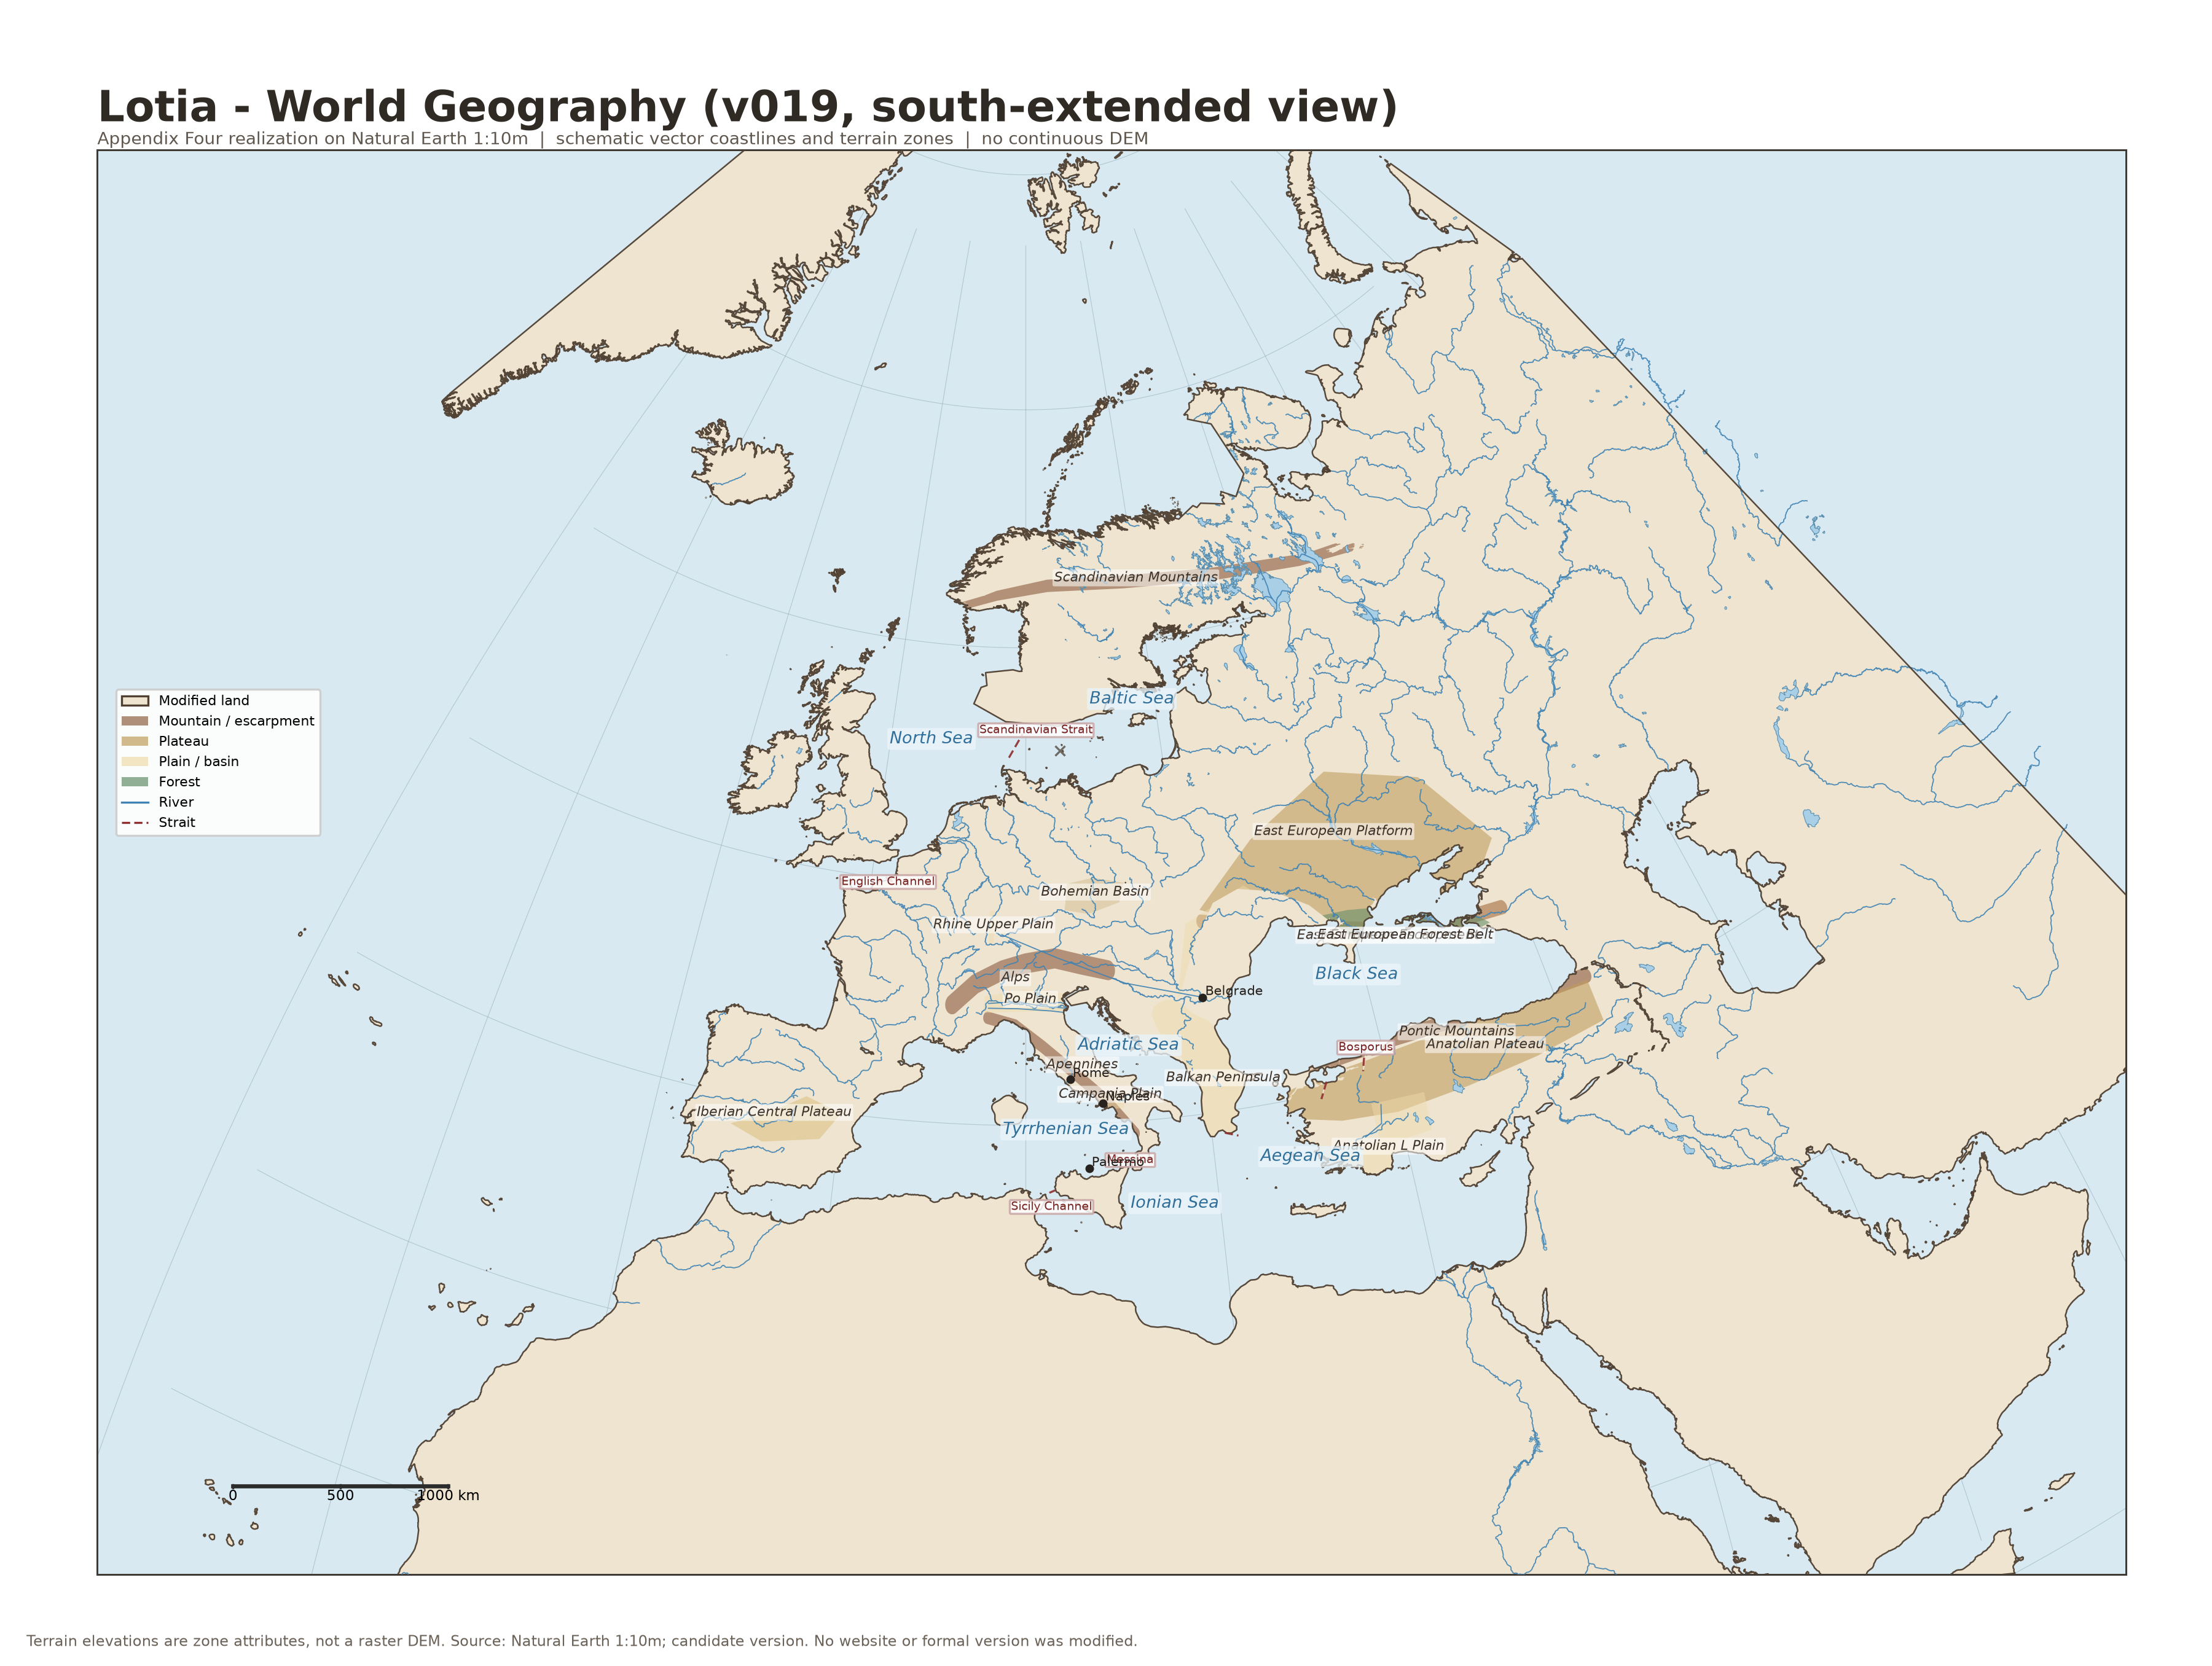 Lotia - World Geography (v019, south-extended view)
Appendix Four realization on Natural Earth 1:10m | schematic vector coastlines and terrain zones | no continuous DEM
Scandinavian Mountains
Baltic Sea
Scandinavian Strait
North Sea
Modified land
Mountain / escarpment
Plateau
Plain / basin
Forest
River
Strait
East European Platform
English Channel
Bohemian Basin
Rhine Upper Plain
East European Forest Belt
Black Sea
Alps
Po Plain
Belgrade
Pontic Mountains
Anatolian Plateau
Adriatic Sea
Bosporus
Apennines
Rome
Balkan Peninsula
Campania Plain
Naples
Iberian Central Plateau
Tyrrhenian Sea
Anatolian L Plain
Aegean Sea
Palermo
Messina
Ionian Sea
Sicily Channel
0 500 1000 km
Terrain elevations are zone attributes, not a raster DEM. Source: Natural Earth 1:10m; candidate version. No website or formal version was modified.